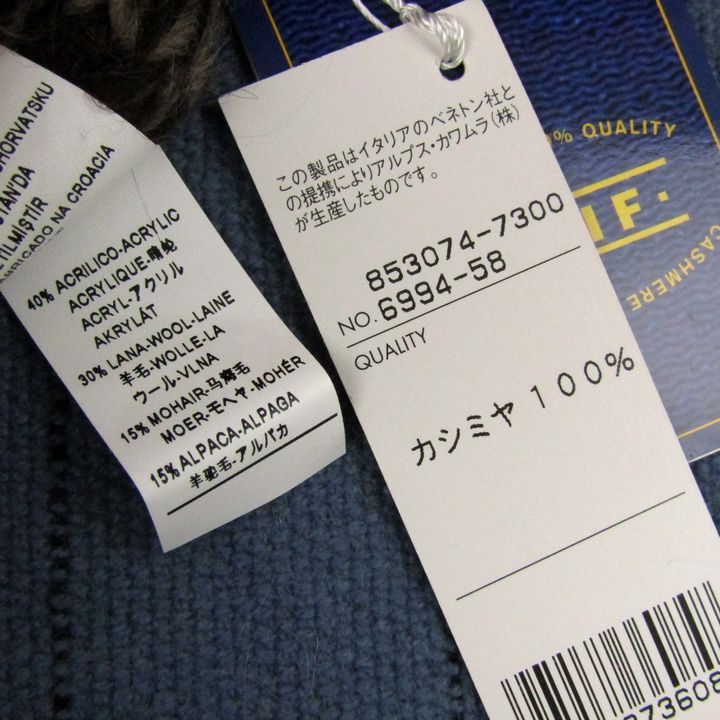 HORVATSKU
TILMIŞTIR
FABRICADO NA CROACIA
40% ACRILICO-ACRYLIC
ACRYLIQUE-腈纶
ACRYL-アクリル
AKRYLÁT
30% LANA-WOOL-LAINE
羊毛-WOLLE-LA
ウール-VLNA
15% MOHAIR-马海毛
MOER-モヘヤ-MOHÉR
15% ALPACA-ALPAGA
羊驼毛-アルパカ
この製品はイタリアのベネトン社と
の提携によりアルプス・カワムラ(株)
が生産したものです。
853074-7300
NO. 6994-58
QUALITY
カシミヤ 100%
% QUALITY
IF.
CASHMERE
73608